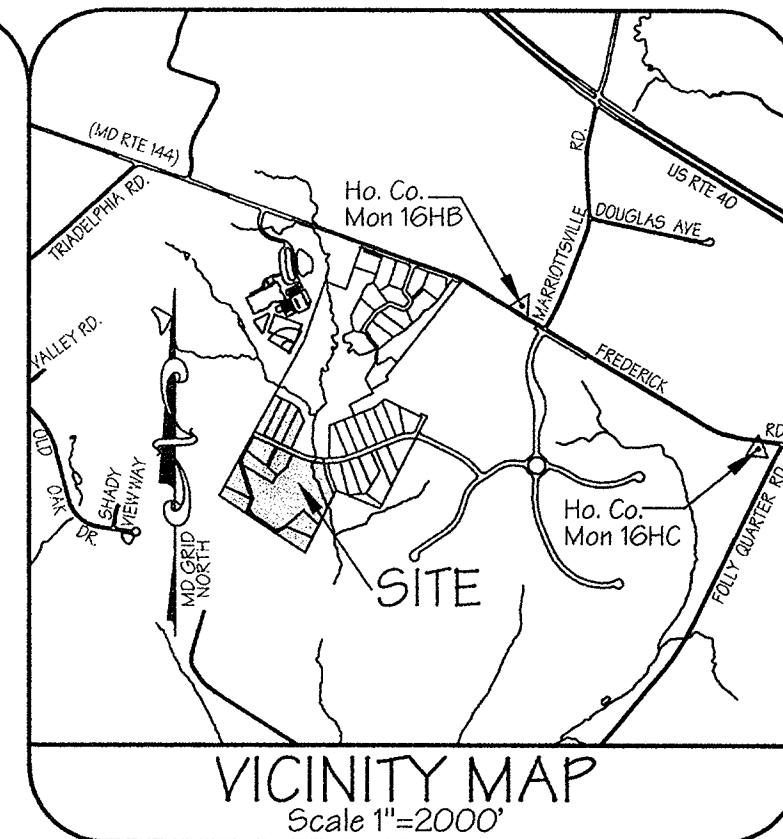 (MD RTE 144)
TRIADELPHIA RD.
Ho. Co.
Mon 16HB
RD.
MARRIOTTSVILLE
US RTE 40
DOUGLAS AVE
VALLEY RD.
FREDERICK
RD
OLD
OAK
DR.
SHADY
VIEW WAY
MD GRID
NORTH
SITE
Ho. Co.
Mon 16HC
FOLLY QUARTER RD
VICINITY MAP
Scale 1"=2000'